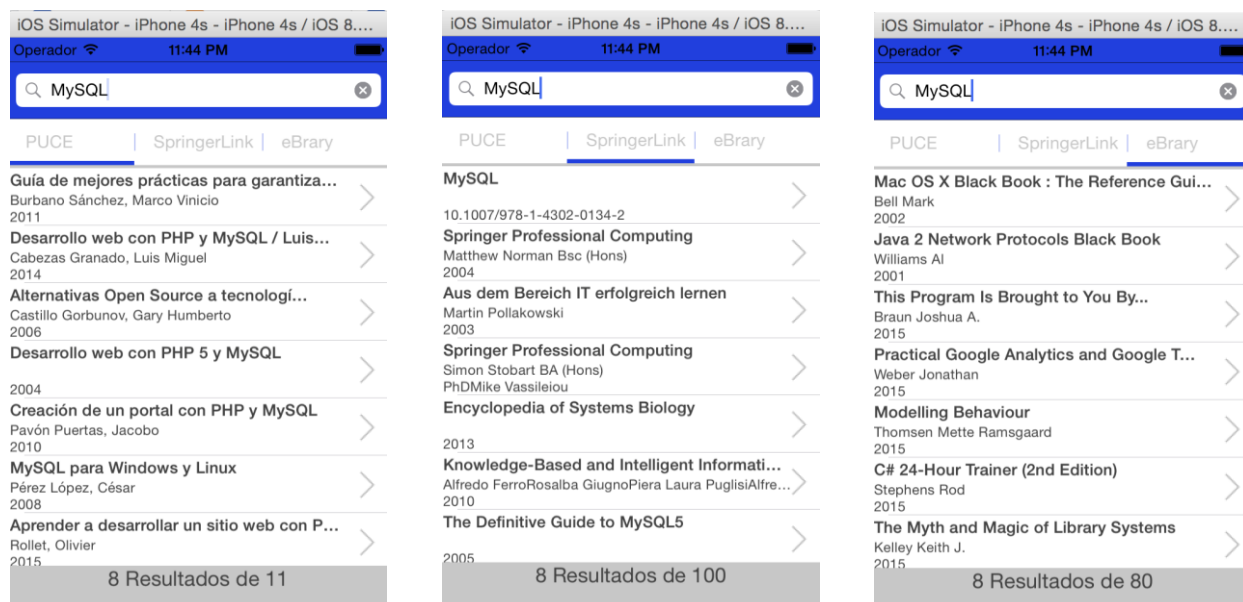 iOS Simulator - iPhone 4s - iPhone 4s / iOS 8....
Operador 11:44 PM
MySQL
PUCE | SpringerLink | eBrary
Guía de mejores prácticas para garantiza...
Burbano Sánchez, Marco Vinicio
2011
Desarrollo web con PHP y MySQL / Luis...
Cabezas Granado, Luis Miguel
2014
Alternativas Open Source a tecnologí...
Castillo Gorbunov, Gary Humberto
2006
Desarrollo web con PHP 5 y MySQL
2004
Creación de un portal con PHP y MySQL
Pavón Puertas, Jacobo
2010
MySQL para Windows y Linux
Pérez López, César
2008
Aprender a desarrollar un sitio web con P...
Rollet, Olivier
2015
8 Resultados de 11
iOS Simulator - iPhone 4s - iPhone 4s / iOS 8....
Operador 11:44 PM
MySQL
PUCE | SpringerLink | eBrary
MySQL
10.1007/978-1-4302-0134-2
Springer Professional Computing
Matthew Norman Bsc (Hons)
2004
Aus dem Bereich IT erfolgreich lernen
Martin Pollakowski
2003
Springer Professional Computing
Simon Stobart BA (Hons)
PhDMike Vassileiou
Encyclopedia of Systems Biology
2013
Knowledge-Based and Intelligent Informati...
Alfredo FerroRosalba GiugnoPiera Laura PuglisiAlfre...
2010
The Definitive Guide to MySQL5
2005
8 Resultados de 100
iOS Simulator - iPhone 4s - iPhone 4s / iOS 8....
Operador 11:44 PM
MySQL
PUCE | SpringerLink | eBrary
Mac OS X Black Book : The Reference Gui...
Bell Mark
2002
Java 2 Network Protocols Black Book
Williams Al
2001
This Program Is Brought to You By...
Braun Joshua A.
2015
Practical Google Analytics and Google T...
Weber Jonathan
2015
Modelling Behaviour
Thomsen Mette Ramsgaard
2015
C# 24-Hour Trainer (2nd Edition)
Stephens Rod
2015
The Myth and Magic of Library Systems
Kelley Keith J.
2015
8 Resultados de 80